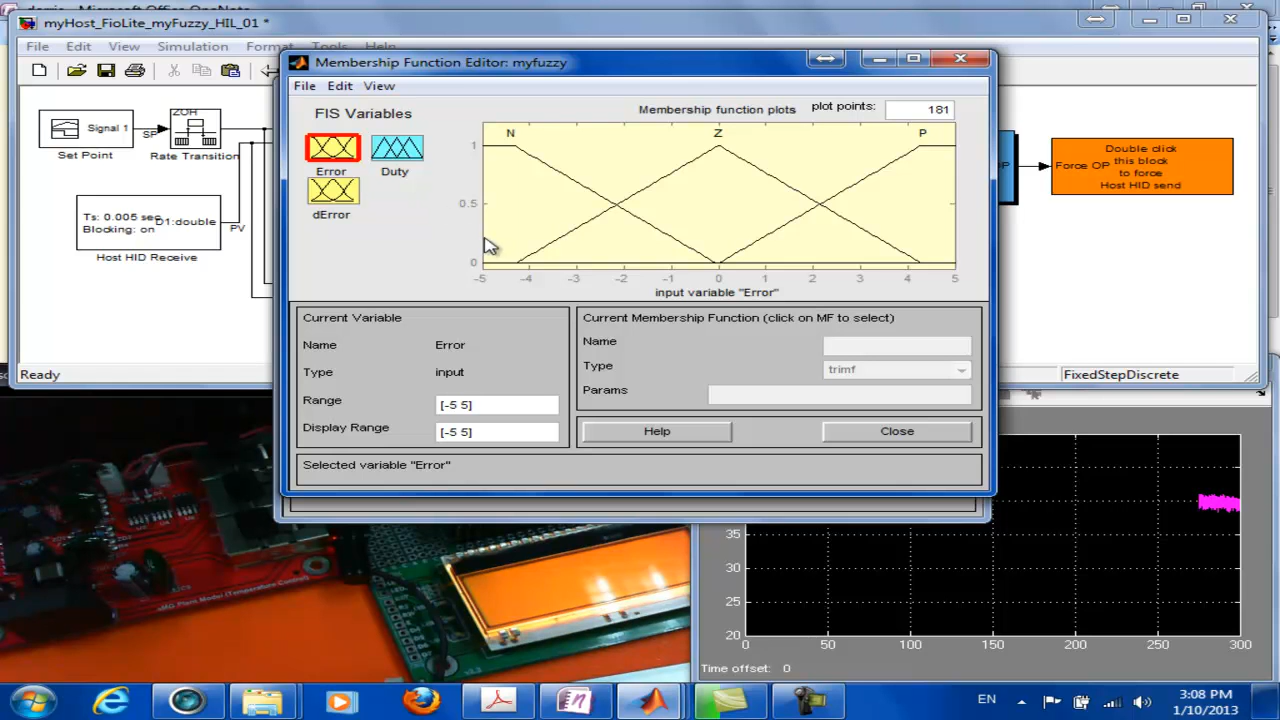 myHost_FioLite_myFuzzy_HIL_01 *
File Edit View Simulation Format Tools Help
Signal 1
Set Point
SP
ZOH
Rate Transition
Ts: 0.005 sec
Blocking: on
D1:double
PV
Host HID Receive
Ready
Force OP
Double click
this block
to force
Host HID send
FixedStepDiscrete
Membership Function Editor: myfuzzy
File Edit View
FIS Variables
Error
Duty
dError
Membership function plots
plot points:
181
N Z P
1
0.5
0
-5 -4 -3 -2 -1 0 1 2 3 4 5
input variable "Error"
Current Variable
Name Error
Type input
Range [-5 5]
Display Range [-5 5]
Current Membership Function (click on MF to select)
Name
Type trimf
Params
Help Close
Selected variable "Error"
35
30
25
20
0 50 100 150 200 250 300
Time offset: 0
EN
3:08 PM
1/10/2013